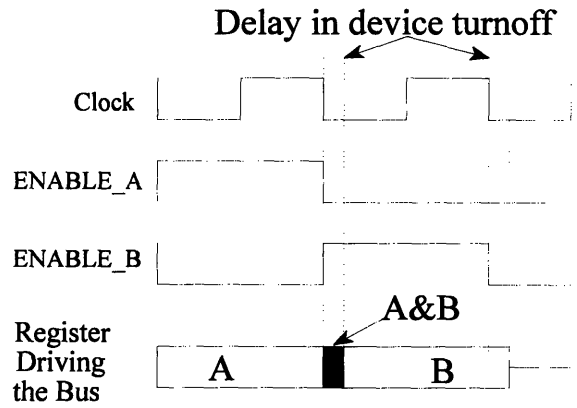 Delay in device turnoff
Clock
ENABLE_A
ENABLE_B
A&B
Register
Driving
the Bus
A
B